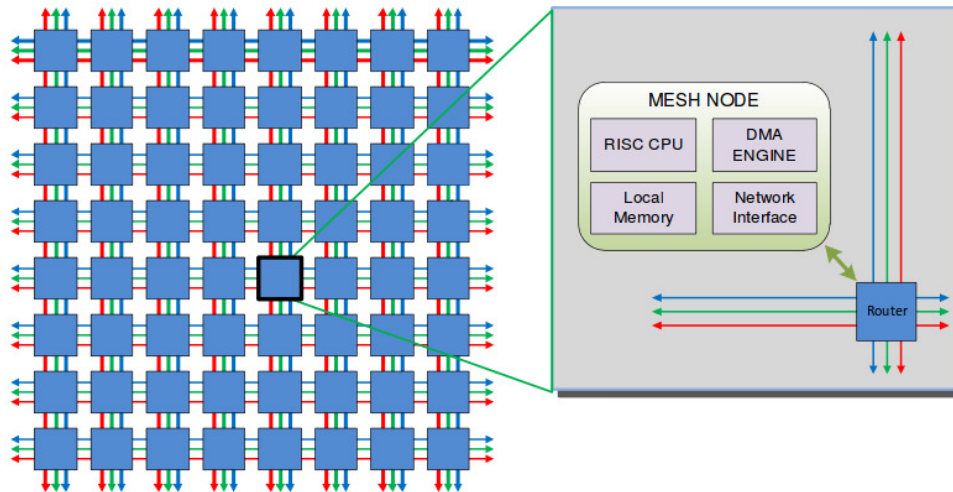 MESH NODE
RISC CPU
DMA
ENGINE
Local
Memory
Network
Interface
Router